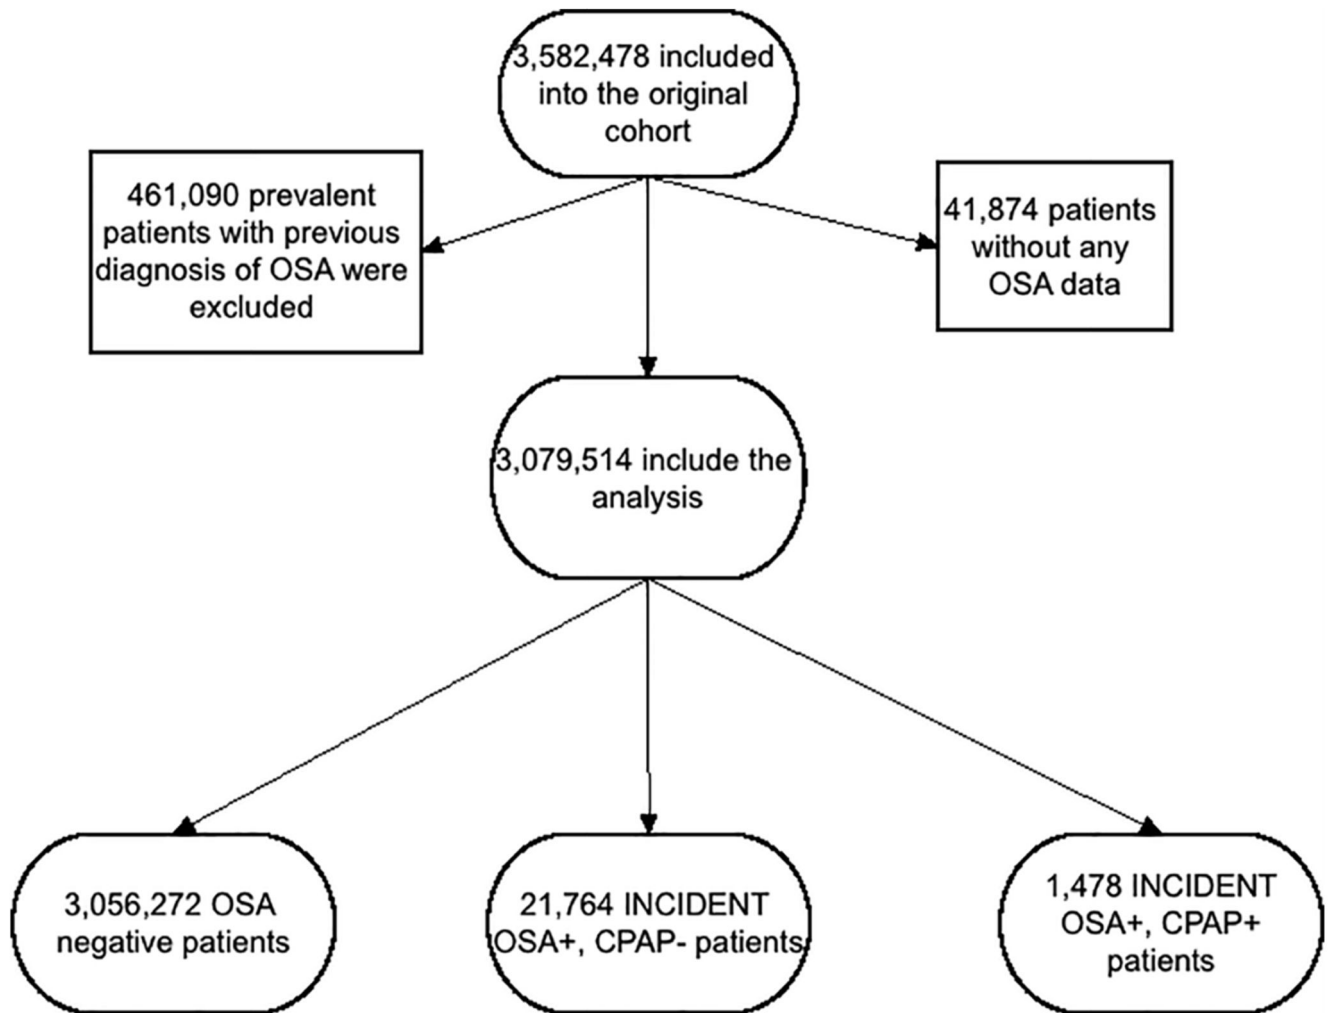 3,582,478 included
into the original
cohort
461,090 prevalent
patients with previous
diagnosis of OSA were
excluded
41,874 patients
without any
OSA data
3,079,514 include the
analysis
3,056,272 OSA
negative patients
21,764 INCIDENT
OSA+, CPAP- patients
1,478 INCIDENT
OSA+, CPAP+
patients